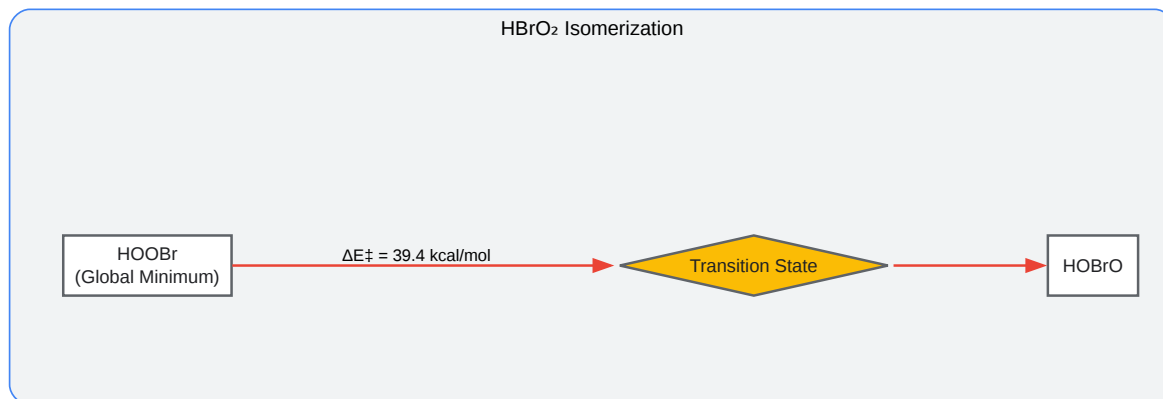 HBrO₂ Isomerization
HOOBr
(Global Minimum)
ΔE‡ = 39.4 kcal/mol
Transition State
HOBrO